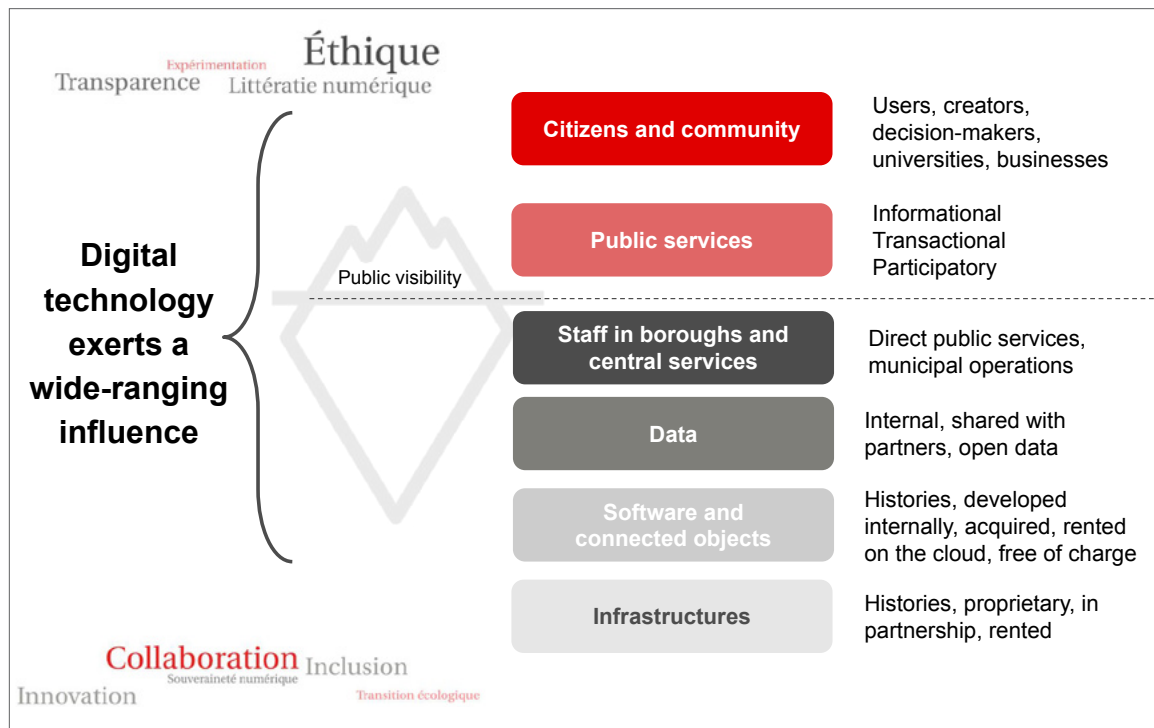 Éthique
Expérimentation
Transparence
Littératie numérique
Digital
technology
exerts a
wide-ranging
influence
Public visibility
Citizens and community
Users, creators,
decision-makers,
universities, businesses
Public services
Informational
Transactional
Participatory
Staff in boroughs and
central services
Direct public services,
municipal operations
Data
Internal, shared with
partners, open data
Software and
connected objects
Histories, developed
internally, acquired, rented
on the cloud, free of charge
Infrastructures
Histories, proprietary, in
partnership, rented
Collaboration
Inclusion
Souveraineté numérique
Innovation
Transition écologique